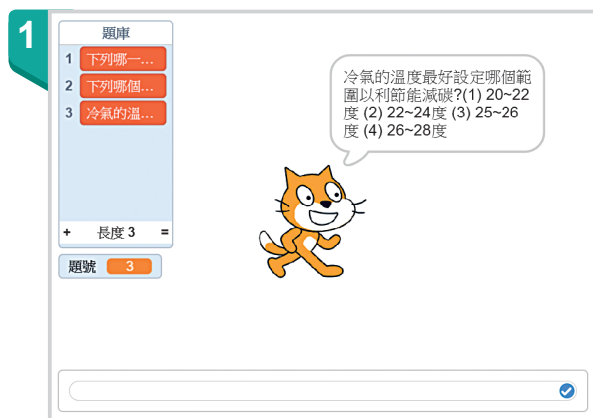 1
題庫
1 下列哪一...
2 下列哪個...
3 冷氣的溫...
+ 長度 3 =
題號 3
冷氣的溫度最好設定哪個範
圍以利節能減碳?(1) 20~22
度 (2) 22~24度 (3) 25~26
度 (4) 26~28度